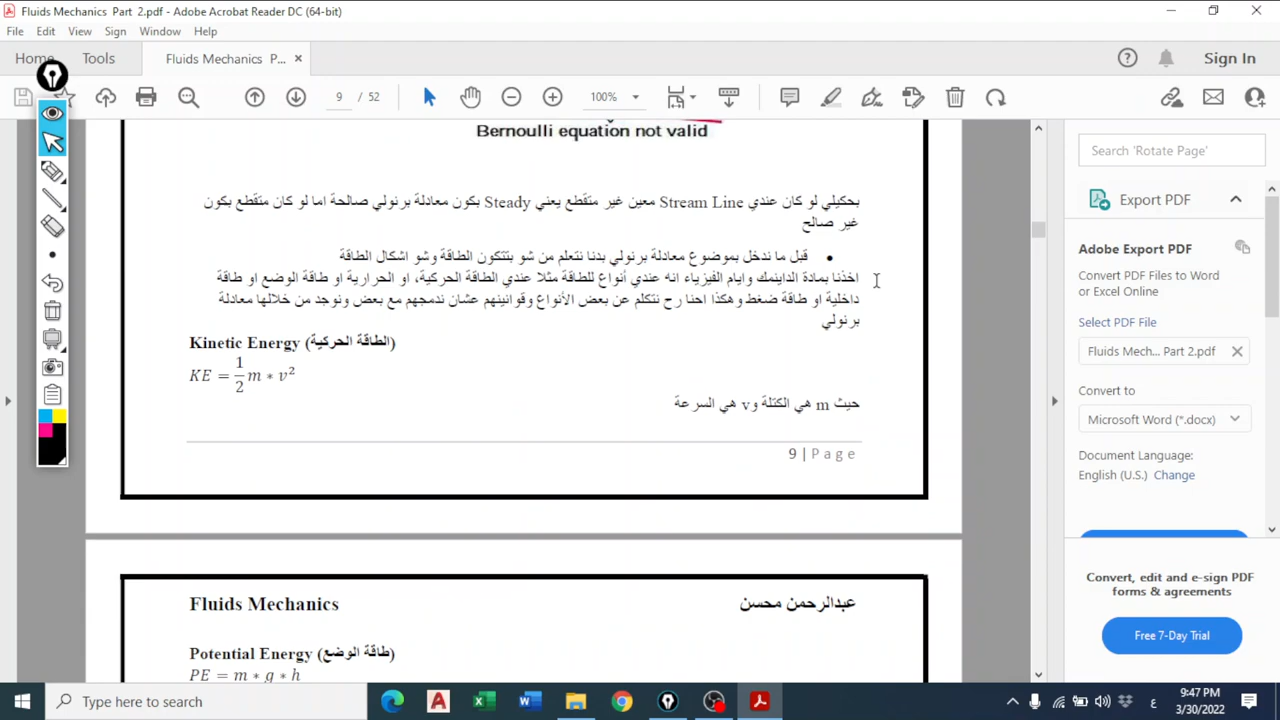 Fluids Mechanics Part 2.pdf - Adobe Acrobat Reader DC (64-bit)
File Edit View Sign Window Help
Home Tools Fluids Mechanics P... × Sign In
9 / 52 100%
Bernoulli equation not valid
بحكيلي لو كان عندي Stream Line معين غير متقطع يعني Steady بكون معادلة برنولي صالحة اما لو كان متقطع بكون
غير صالح
• قبل ما ندخل بموضوع معادلة برنولي بدنا نتعلم من شو بتتكون الطاقة وشو اشكال الطاقة
اخذنا بمادة الداينمك وايام الفيزياء انه عندي أنواع للطاقة مثلا عندي الطاقة الحركية، او الحرارية او طاقة الوضع او طاقة
داخلية او طاقة ضغط وهكذا احنا رح نتكلم عن بعض الأنواع وقوانينهم عشان ندمجهم مع بعض ونوجد من خلالها معادلة
برنولي
Kinetic Energy (الطاقة الحركية)
KE = 1/2 m ∗ v²
حيث m هي الكتلة وv هي السرعة
9 | Page
Fluids Mechanics عبدالرحمن محسن
Potential Energy (طاقة الوضع)
PE = m ∗ g ∗ h
Search 'Rotate Page'
Export PDF
Adobe Export PDF
Convert PDF Files to Word
or Excel Online
Select PDF File
Fluids Mech... Part 2.pdf ×
Convert to
Microsoft Word (*.docx)
Document Language:
English (U.S.) Change
Convert, edit and e-sign PDF
forms & agreements
Free 7-Day Trial
Type here to search
ع
9:47 PM
3/30/2022